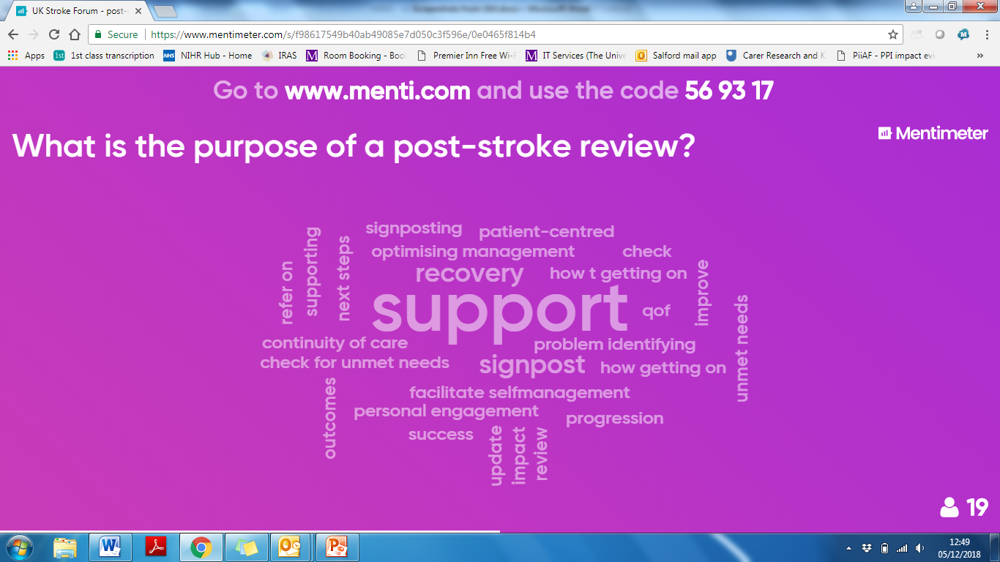 UK Stroke Forum - post-s
Secure
https://www.mentimeter.com/s/f98617549b40ab49085e7d050c3f596e/0e0465f814b4
Apps 1st 1st class transcription NHS NIHR Hub - Home IRAS Room Booking - Boo Premier Inn Free Wi-F IT Services (The Unive Salford mail app Carer Research and K PiiAF - PPI impact evi »
Go to www.menti.com and use the code 56 93 17
Mentimeter
What is the purpose of a post-stroke review?
signposting
patient-centred
supporting
next steps
optimising management
check
refer on
recovery
how t getting on
improve
support
qof
unmet needs
continuity of care
problem identifying
check for unmet needs
signpost
how getting on
outcomes
facilitate selfmanagement
personal engagement
progression
success
update
impact
review
19
12:49
05/12/2018